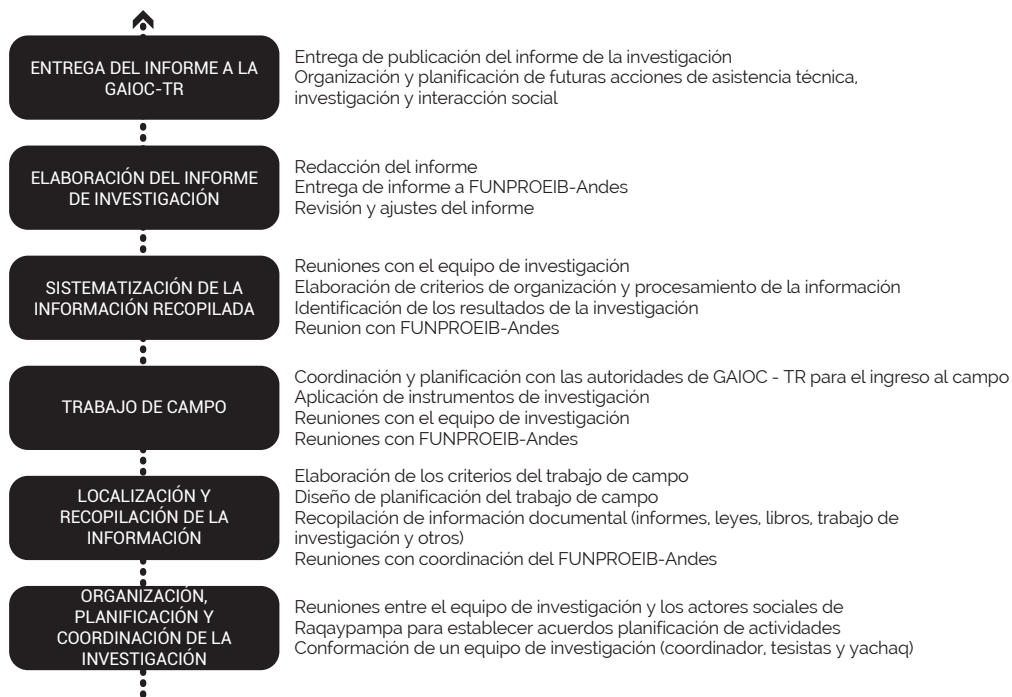 ENTREGA DEL INFORME A LA
GAIOC-TR
Entrega de publicación del informe de la investigación
Organización y planificación de futuras acciones de asistencia técnica,
investigación y interacción social
ELABORACIÓN DEL INFORME
DE INVESTIGACIÓN
Redacción del informe
Entrega de informe a FUNPROEIB-Andes
Revisión y ajustes del informe
SISTEMATIZACIÓN DE LA
INFORMACIÓN RECOPILADA
Reuniones con el equipo de investigación
Elaboración de criterios de organización y procesamiento de la información
Identificación de los resultados de la investigación
Reunion con FUNPROEIB-Andes
TRABAJO DE CAMPO
Coordinación y planificación con las autoridades de GAIOC - TR para el ingreso al campo
Aplicación de instrumentos de investigación
Reuniones con el equipo de investigación
Reuniones con FUNPROEIB-Andes
LOCALIZACIÓN Y
RECOPILACIÓN DE LA
INFORMACIÓN
Elaboración de los criterios del trabajo de campo
Diseño de planificación del trabajo de campo
Recopilación de información documental (informes, leyes, libros, trabajo de
investigación y otros)
Reuniones con coordinación del FUNPROEIB-Andes
ORGANIZACIÓN,
PLANIFICACIÓN Y
COORDINACIÓN DE LA
INVESTIGACIÓN
Reuniones entre el equipo de investigación y los actores sociales de
Raqaypampa para establecer acuerdos planificación de actividades
Conformación de un equipo de investigación (coordinador, tesistas y yachaq)